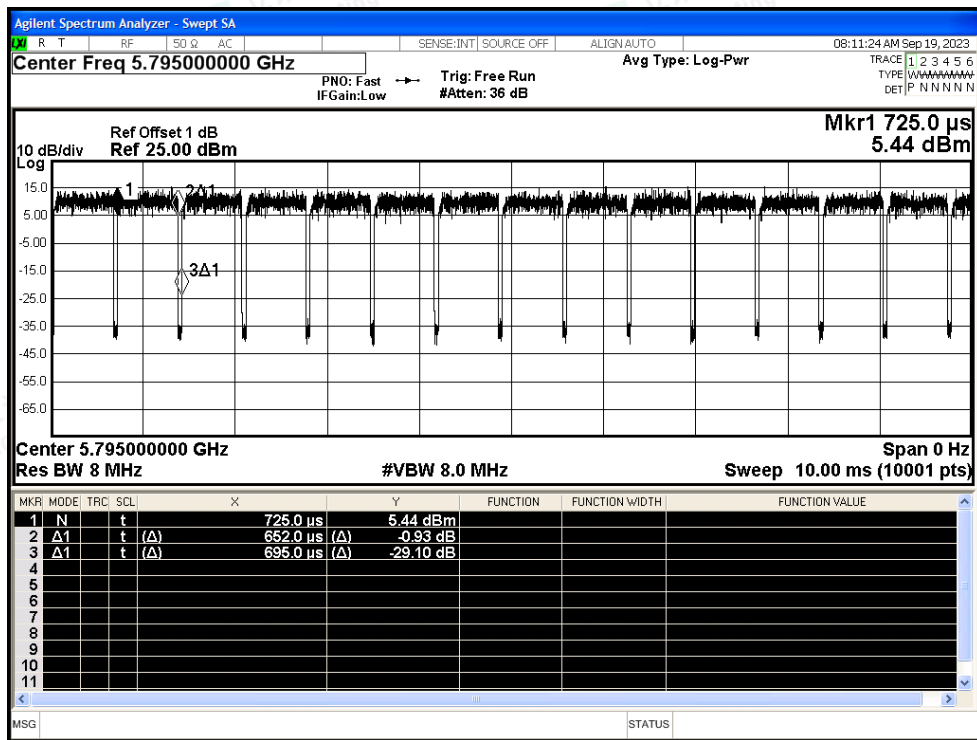 Agilent Spectrum Analyzer - Swept SA
LXI R T RF 50 Ω AC SENSE:INT SOURCE OFF ALIGN AUTO 08:11:24 AM Sep 19, 2023
Center Freq 5.795000000 GHz
PNO: Fast
IFGain:Low
Trig: Free Run
#Atten: 36 dB
Avg Type: Log-Pwr
TRACE 1 2 3 4 5 6
TYPE W
DET P N N N N N
Mkr1 725.0 µs
5.44 dBm
10 dB/div
Log
Ref Offset 1 dB
Ref 25.00 dBm
15.0
5.00
-5.00
-15.0
-25.0
-35.0
-45.0
-55.0
-65.0
1
2Δ1
3Δ1
Center 5.795000000 GHz Span 0 Hz
Res BW 8 MHz #VBW 8.0 MHz Sweep 10.00 ms (10001 pts)
MKR MODE TRC SCL X Y FUNCTION FUNCTION WIDTH FUNCTION VALUE
1 N t 725.0 µs 5.44 dBm
2 Δ1 t (Δ) 652.0 µs (Δ) -0.93 dB
3 Δ1 t (Δ) 695.0 µs (Δ) -29.10 dB
4
5
6
7
8
9
10
11
MSG STATUS